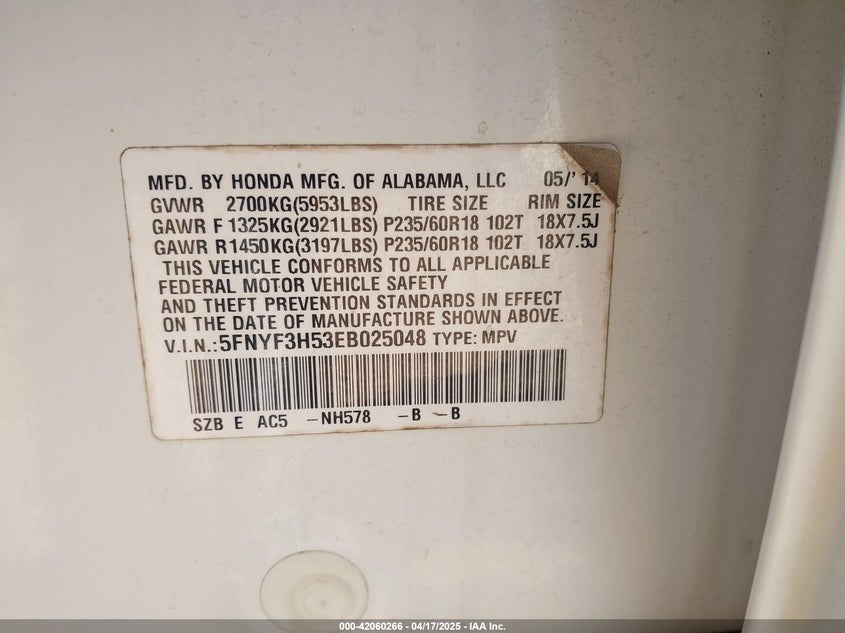 MFD. BY HONDA MFG. OF ALABAMA, LLC 05/'14
GVWR 2700KG(5953LBS) TIRE SIZE RIM SIZE
GAWR F 1325KG(2921LBS) P235/60R18 102T 18X7.5J
GAWR R1450KG(3197LBS) P235/60R18 102T 18X7.5J
THIS VEHICLE CONFORMS TO ALL APPLICABLE
FEDERAL MOTOR VEHICLE SAFETY
AND THEFT PREVENTION STANDARDS IN EFFECT
ON THE DATE OF MANUFACTURE SHOWN ABOVE.
V.I.N.:5FNYF3H53EB025048 TYPE: MPV
SZB E AC5 -NH578 -B -B
000-42060266 - 04/17/2025 - IAA Inc.